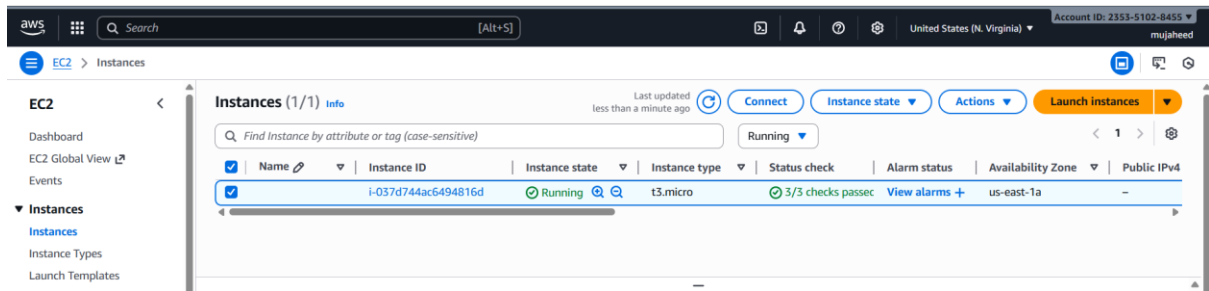 aws Search [Alt+S] United States (N. Virginia) ▼ Account ID: 2353-5102-8455 ▼
mujaheed
EC2 > Instances
EC2
Dashboard
EC2 Global View
Events
▼ Instances
Instances
Instance Types
Launch Templates
Instances (1/1) Info
Last updated
less than a minute ago
Connect Instance state ▼ Actions ▼ Launch instances ▼
Find Instance by attribute or tag (case-sensitive) Running ▼ < 1 >
Name Instance ID Instance state Instance type Status check Alarm status Availability Zone Public IPv4
i-037d744ac6494816d Running t3.micro 3/3 checks passec View alarms + us-east-1a –